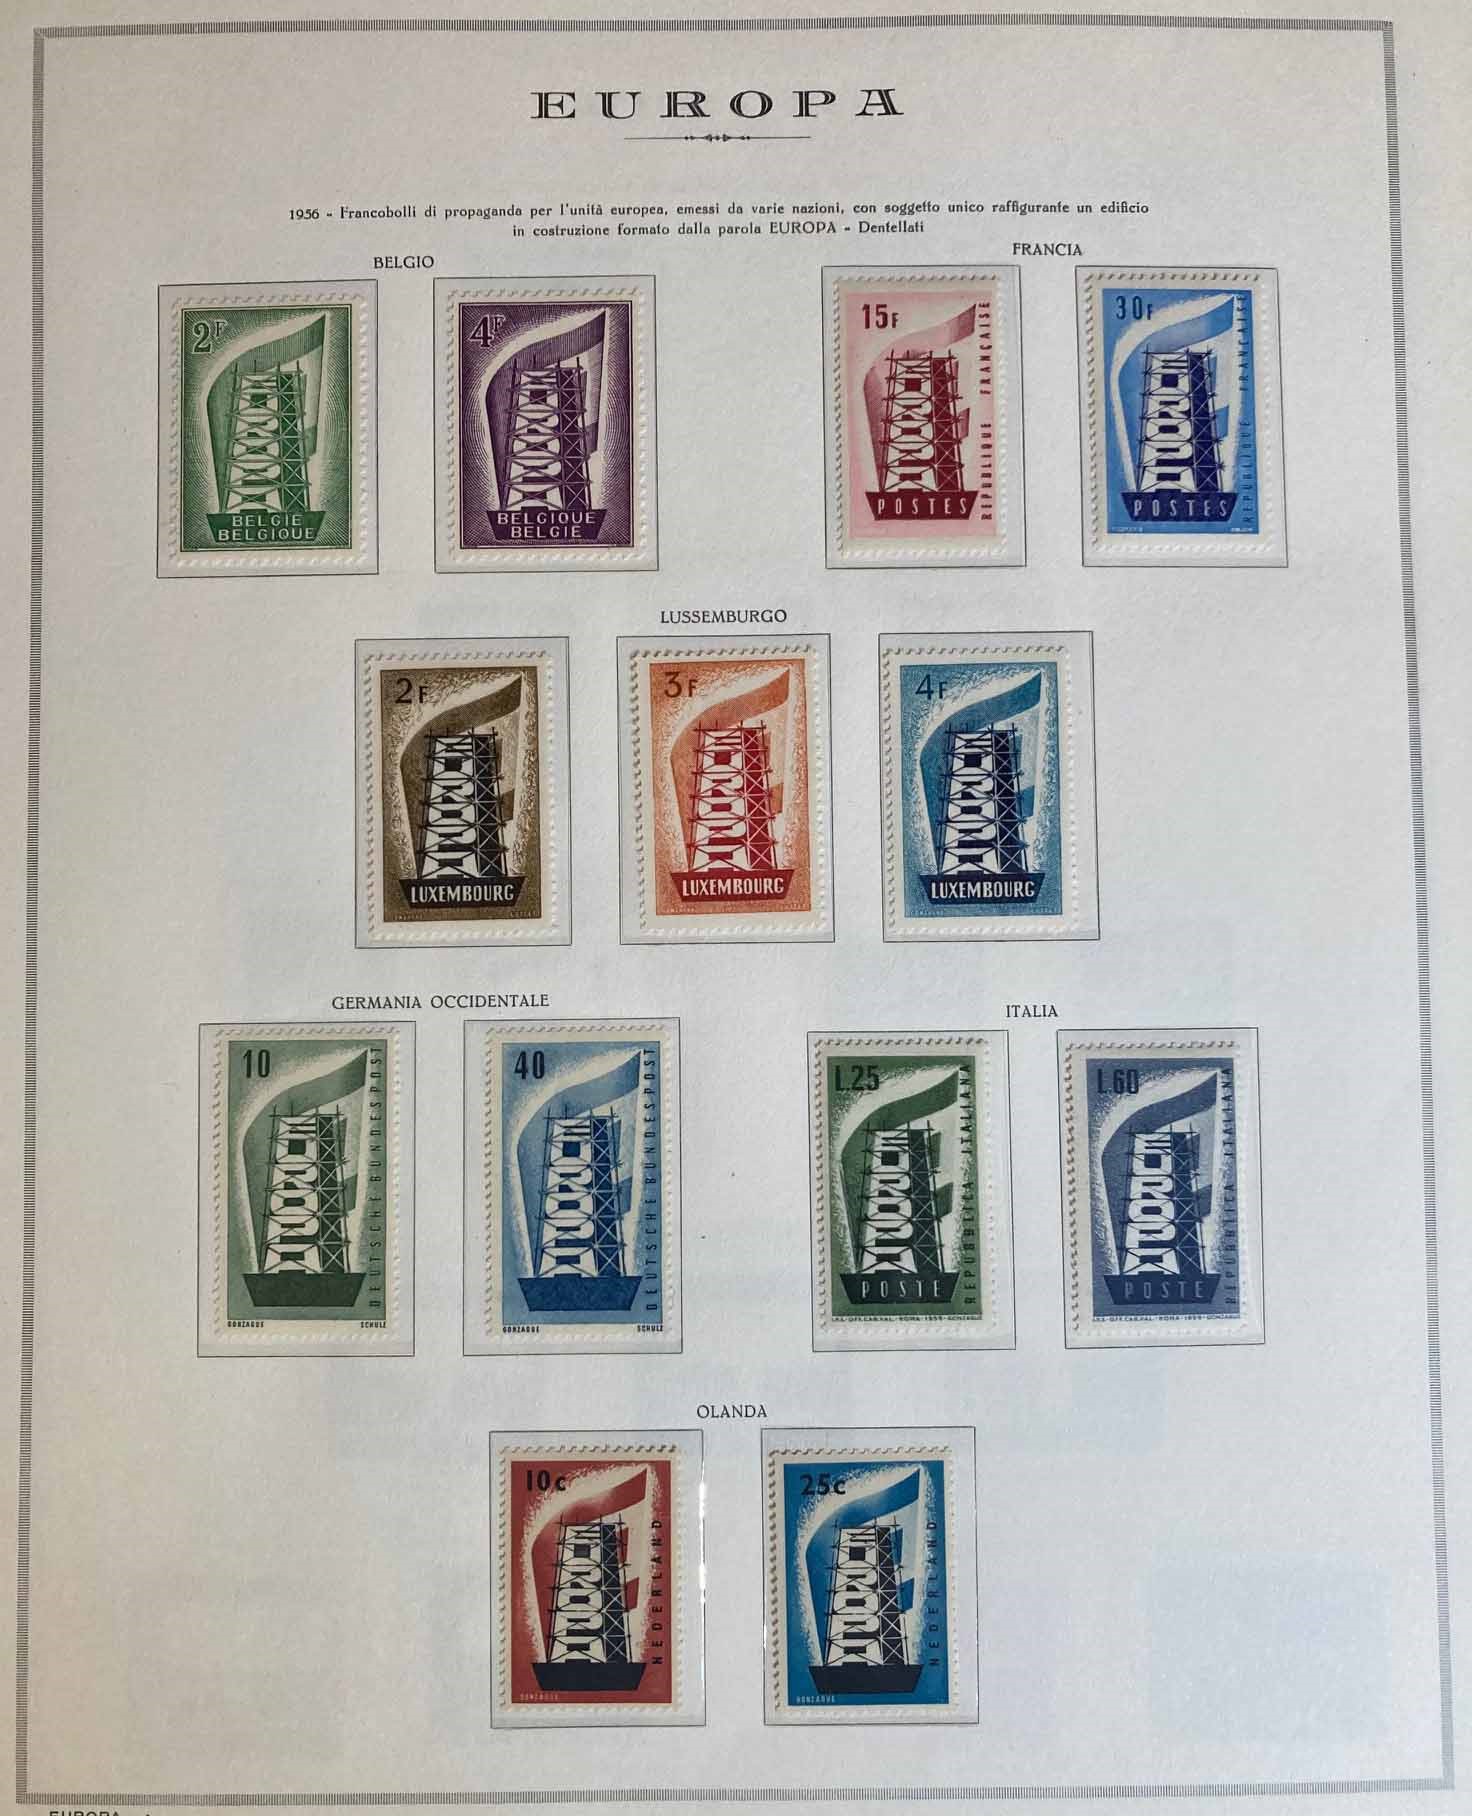 EUROPA
1956 - Francobolli di propaganda per l'unità europea, emessi da varie nazioni, con soggetto unico raffigurante un edificio
in costruzione formato dalla parola EUROPA - Dentellati
BELGIO
FRANCIA
2F
BELGIE
BELGIQUE
4F
BELGIQUE
BELGIE
15F
REPUBLIQUE FRANÇAISE
POSTES
30F
REPUBLIQUE FRANÇAISE
POSTES
LUSSEMBURGO
2F
LUXEMBOURG
3F
LUXEMBOURG
4F
LUXEMBOURG
GERMANIA OCCIDENTALE
ITALIA
10
DEUTSCHE BUNDESPOST
GONZAGUE SCHULZ
40
DEUTSCHE BUNDESPOST
GONZAGUE SCHULZ
L.25
REPUBBLICA ITALIANA
POSTE
L.60
REPUBBLICA ITALIANA
POSTE
OLANDA
10c
NEDERLAND
GONZAGUE
25c
NEDERLAND
GONZAGUE
EUROPA